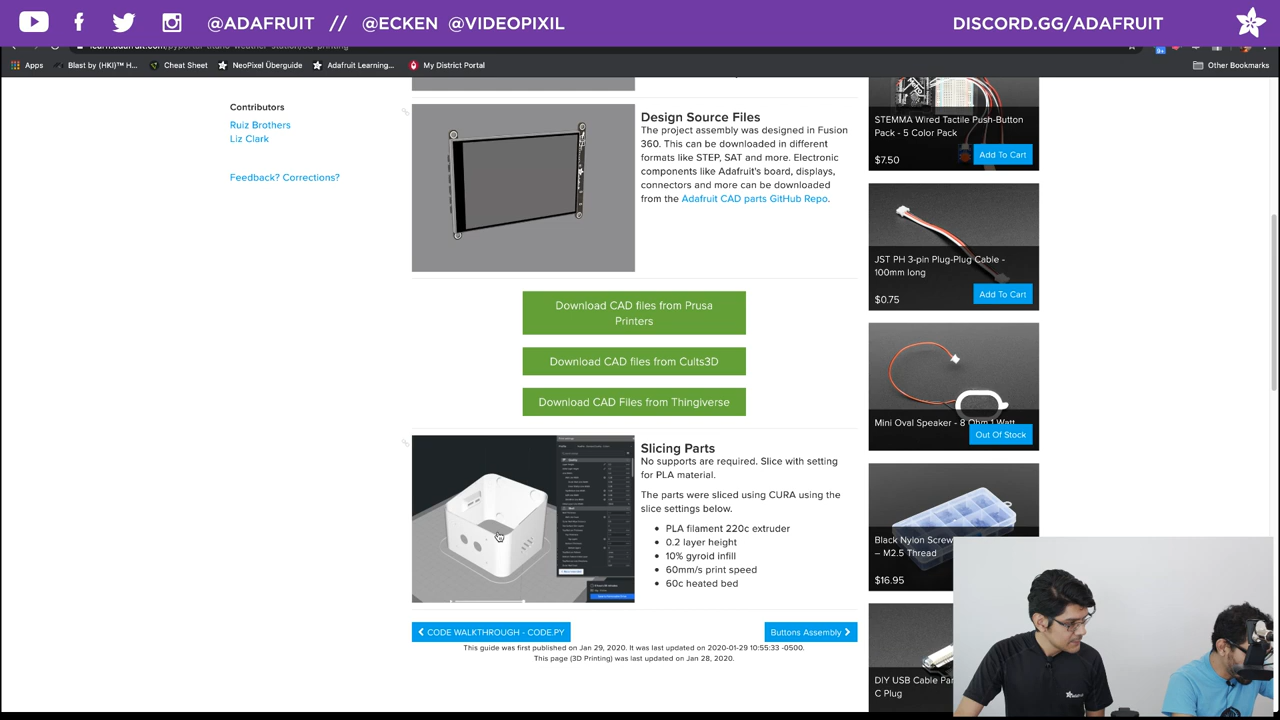 @ADAFRUIT // @ECKEN @VIDEOPIXIL
DISCORD.GG/ADAFRUIT
Apps
Blast by (HKI)™ H...
Cheat Sheet
NeoPixel Überguide
Adafruit Learning...
My District Portal
Other Bookmarks
Contributors
Ruiz Brothers
Liz Clark
Feedback? Corrections?
Design Source Files
The project assembly was designed in Fusion
360. This can be downloaded in different
formats like STEP, SAT and more. Electronic
components like Adafruit's board, displays,
connectors and more can be downloaded
from the Adafruit CAD parts GitHub Repo.
Download CAD files from Prusa
Printers
Download CAD files from Cults3D
Download CAD Files from Thingiverse
Slicing Parts
No supports are required. Slice with setting
for PLA material.
The parts were sliced using CURA using the
slice settings below.
PLA filament 220c extruder
0.2 layer height
10% gyroid infill
60mm/s print speed
60c heated bed
CODE WALKTHROUGH - CODE.PY
Buttons Assembly
This guide was first published on Jan 29, 2020. It was last updated on 2020-01-29 10:55:33 -0500.
This page (3D Printing) was last updated on Jan 28, 2020.
STEMMA Wired Tactile Push-Button
Pack - 5 Color Pack
$7.50
Add To Cart
JST PH 3-pin Plug-Plug Cable -
100mm long
$0.75
Add To Cart
Mini Oval Speaker - 8 Ohm 1 Watt
Out Of Stock
Black Nylon Screw
– M2.5 Thread
$16.95
DIY USB Cable Par
C Plug